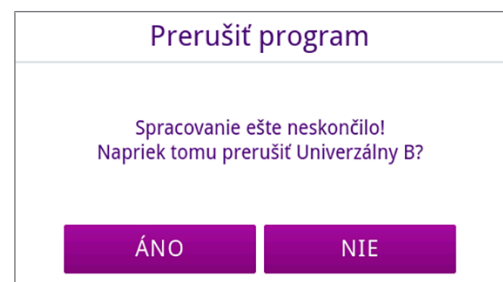 Prerušiť program
Spracovanie ešte neskončilo!
Napriek tomu prerušiť Univerzálny B?
ÁNO
NIE